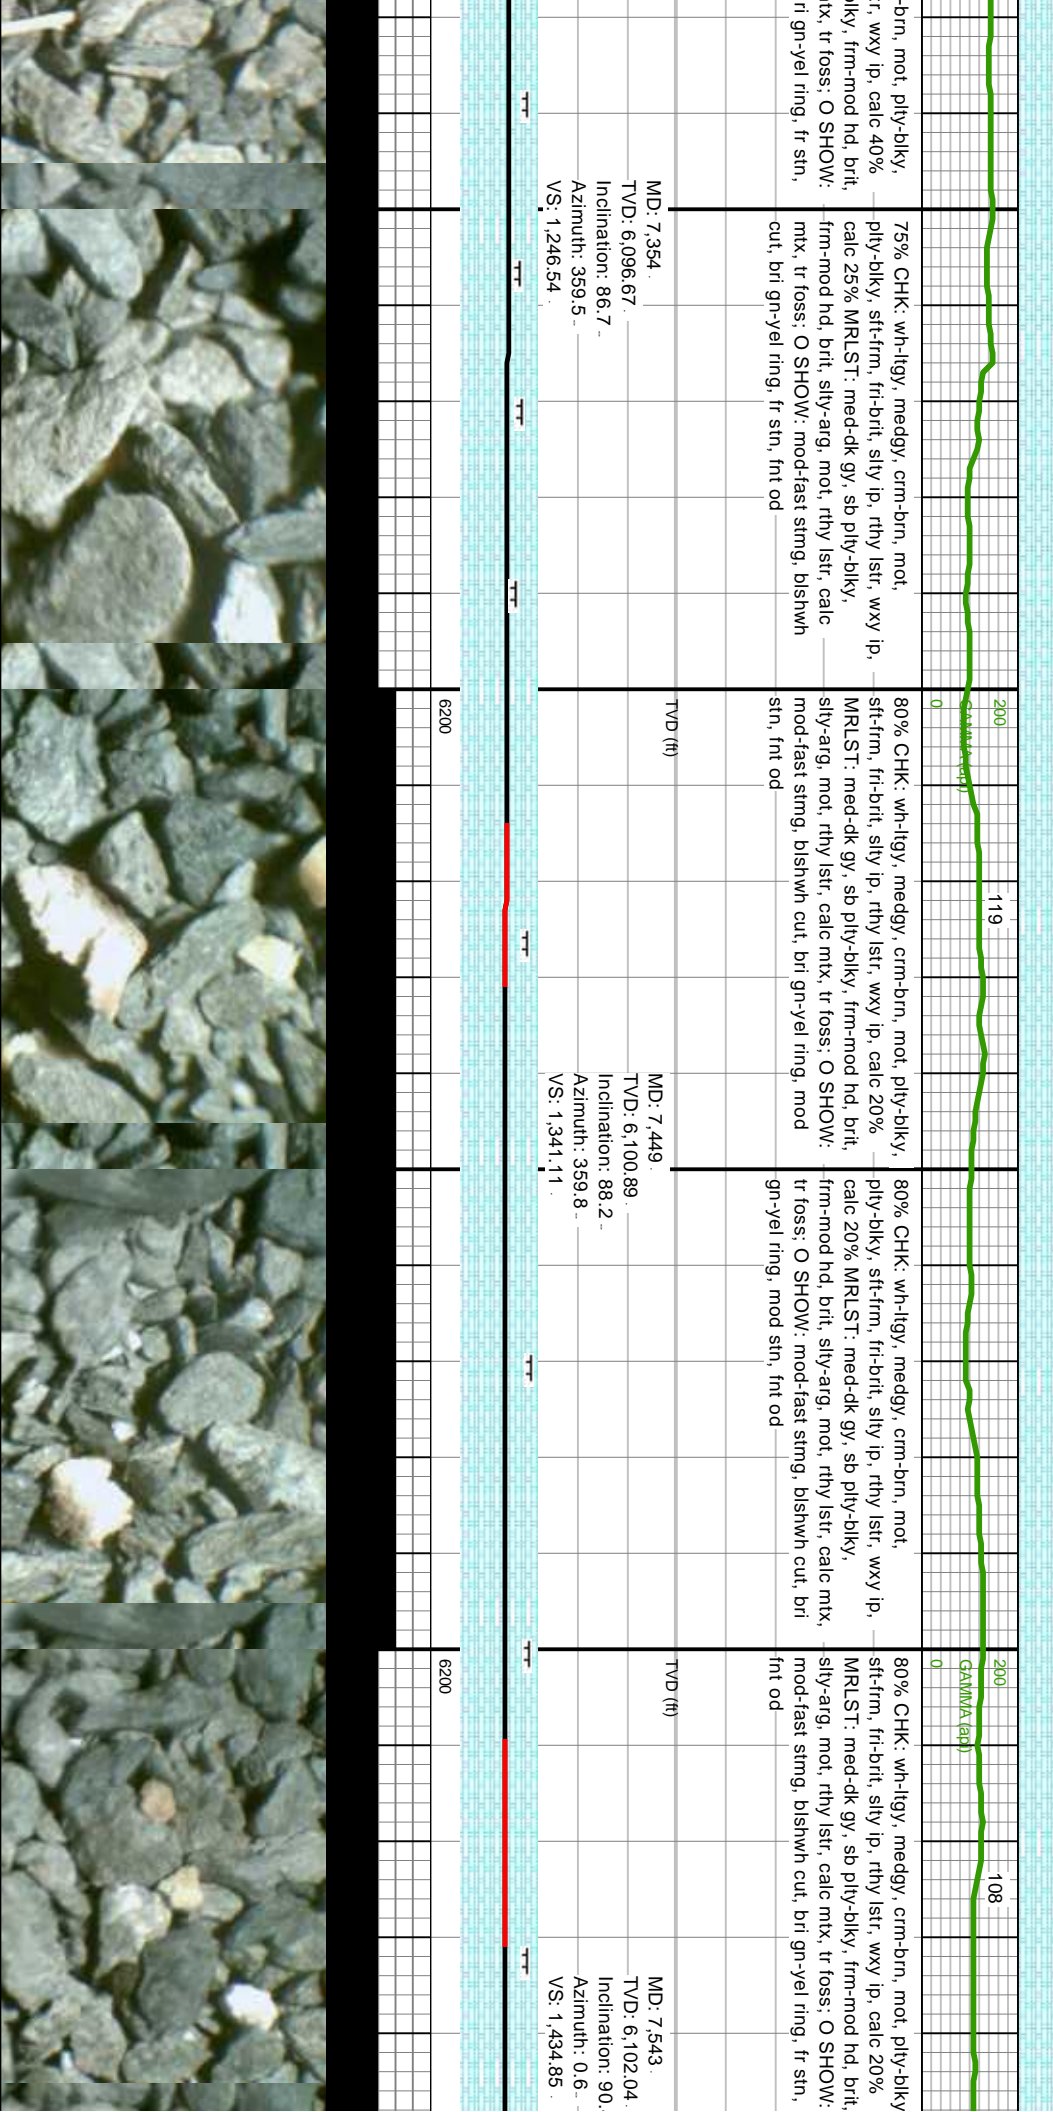 -brn, mot, plty-blky,
r, wxy ip, calc 40%
lky, frm-mod hd, brit,
tx, tr foss; O SHOW:
ri gn-yel ring, fr stn,
MD: 7,354
TVD: 6,096.67
Inclination: 86.7
Azimuth: 359.5
VS: 1,246.54
75% CHK: wh-ltgy, medgy, crm-brn, mot,
plty-blky, sft-frm, fri-brit, slty ip, rthy lstr, wxy ip,
calc 25% MRLST: med-dk gy, sb plty-blky,
frm-mod hd, brit, slty-arg, mot, rthy lstr, calc
mtx, tr foss; O SHOW: mod-fast stmg, blshwh
cut, bri gn-yel ring, fr stn, fnt od
200
GAMMA (api)
0
TVD (ft)
6200
80% CHK: wh-ltgy, medgy, crm-brn, mot, plty-blky,
sft-frm, fri-brit, slty ip, rthy lstr, wxy ip, calc 20%
MRLST: med-dk gy, sb plty-blky, frm-mod hd, brit,
slty-arg, mot, rthy lstr, calc mtx, tr foss; O SHOW:
mod-fast stmg, blshwh cut, bri gn-yel ring, mod
stn, fnt od
119
MD: 7,449
TVD: 6,100.89
Inclination: 88.2
Azimuth: 359.8
VS: 1,341.11
80% CHK: wh-ltgy, medgy, crm-brn, mot,
plty-blky, sft-frm, fri-brit, slty ip, rthy lstr, wxy ip,
calc 20% MRLST: med-dk gy, sb plty-blky,
frm-mod hd, brit, slty-arg, mot, rthy lstr, calc mtx,
tr foss; O SHOW: mod-fast stmg, blshwh cut, bri
gn-yel ring, mod stn, fnt od
200
GAMMA (api)
0
TVD (ft)
6200
80% CHK: wh-ltgy, medgy, crm-brn, mot, plty-blky
sft-frm, fri-brit, slty ip, rthy lstr, wxy ip, calc 20%
MRLST: med-dk gy, sb plty-blky, frm-mod hd, brit,
slty-arg, mot, rthy lstr, calc mtx, tr foss; O SHOW:
mod-fast stmg, blshwh cut, bri gn-yel ring, fr stn,
fnt od
108
MD: 7,543
TVD: 6,102.04
Inclination: 90.
Azimuth: 0.6
VS: 1,434.85